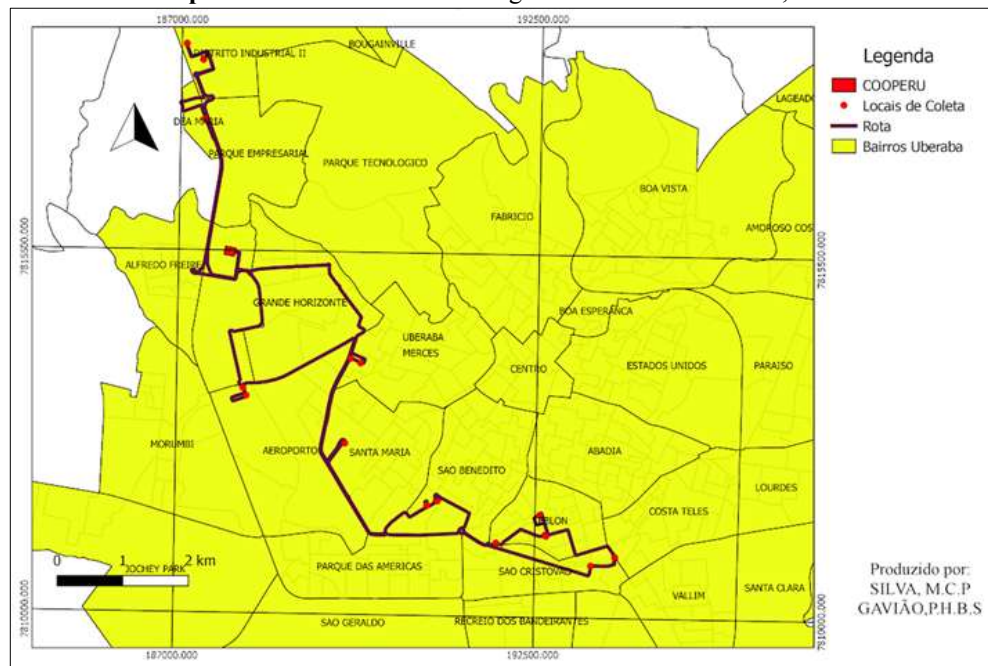 187000.000
192500.000
BOUGAINVILLE
DISTRITO INDUSTRIAL II
LAGEADO
DEA MARIA
PARQUE EMPRESARIAL
PARQUE TECNOLOGICO
BOA VISTA
FABRICIO
AMOROSO COS
7815500.000
7815500.000
ALFREDO FREIRE
GRANDE HORIZONTE
BOA ESPERANCA
UBERABA
MERCES
CENTRO
ESTADOS UNIDOS
PARAISO
MORUMBI
AEROPORTO
SANTA MARIA
SAO BENEDITO
ABADIA
LOURDES
COSTA TELES
BLON
0 1 2 km
JOCHEY PARK
PARQUE DAS AMERICAS
SAO CRISTOVAO
VALLIM
SANTA CLARA
7810000.000
7810000.000
SAO GERALDO
RECREIO DOS BANDEIRANTES
187000.000
192500.000
Legenda
COOPERU
Locais de Coleta
Rota
Bairros Uberaba
Produzido por:
SILVA, M.C.P
GAVIÃO,P.H.B.S